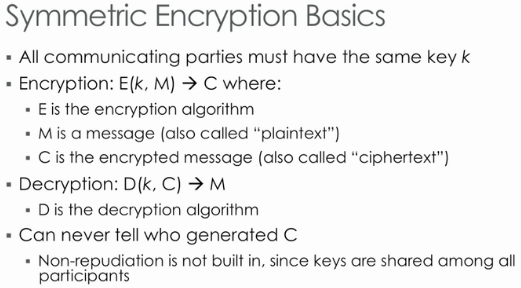 Symmetric Encryption Basics
▪ All communicating parties must have the same key k
▪ Encryption: E(k, M) → C where:
▪ E is the encryption algorithm
▪ M is a message (also called “plaintext”)
▪ C is the encrypted message (also called “ciphertext”)
▪ Decryption: D(k, C) → M
▪ D is the decryption algorithm
▪ Can never tell who generated C
▪ Non-repudiation is not built in, since keys are shared among all
participants